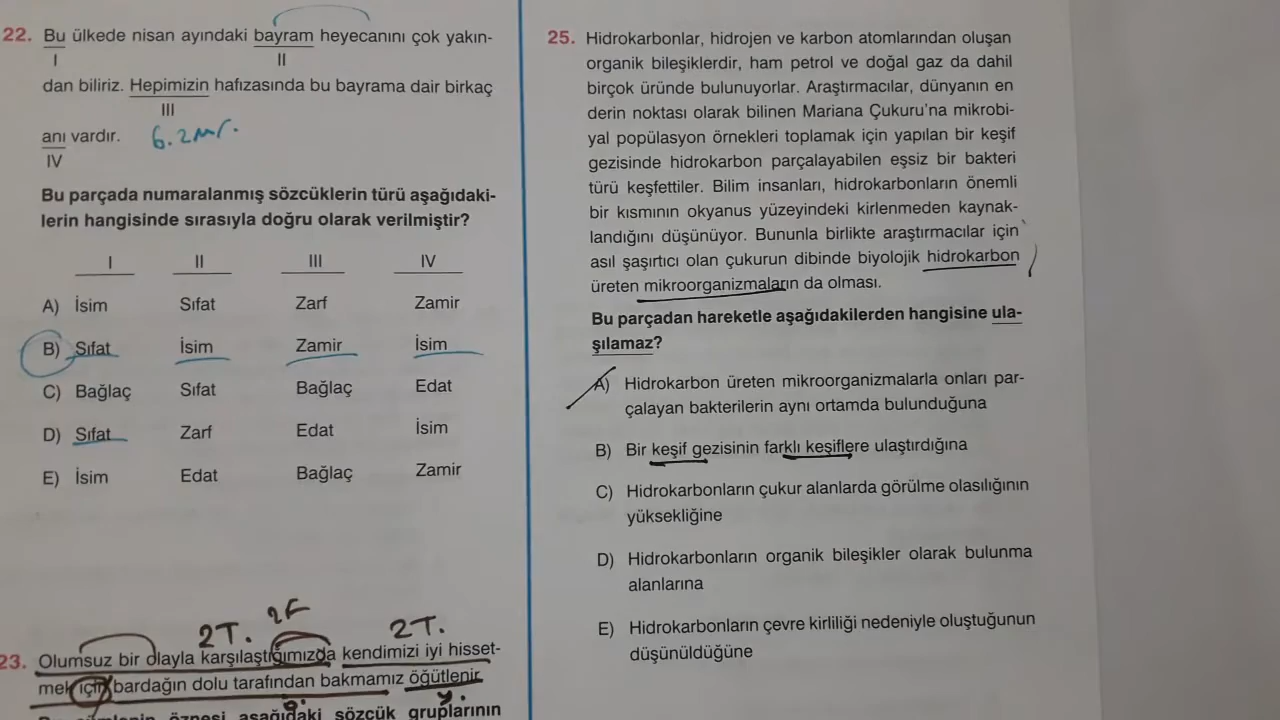 22. Bu ülkede nisan ayındaki bayram heyecanını çok yakın-
I II
dan biliriz. Hepimizin hafızasında bu bayrama dair birkaç
III
anı vardır. 6.2mr.
IV
Bu parçada numaralanmış sözcüklerin türü aşağıdaki-
lerin hangisinde sırasıyla doğru olarak verilmiştir?
I II III IV
A) İsim Sıfat Zarf Zamir
B) Sıfat İsim Zamir İsim
C) Bağlaç Sıfat Bağlaç Edat
D) Sıfat Zarf Edat İsim
E) İsim Edat Bağlaç Zamir
2T. 2F 2T.
23. Olumsuz bir olayla karşılaştığımızda kendimizi iyi hisset-
mek için bardağın dolu tarafından bakmamız öğütlenir
ö. y.
öznesi aşağıdaki sözcük gruplarının
25. Hidrokarbonlar, hidrojen ve karbon atomlarından oluşan
organik bileşiklerdir, ham petrol ve doğal gaz da dahil
birçok üründe bulunuyorlar. Araştırmacılar, dünyanın en
derin noktası olarak bilinen Mariana Çukuru'na mikrobi-
yal popülasyon örnekleri toplamak için yapılan bir keşif
gezisinde hidrokarbon parçalayabilen eşsiz bir bakteri
türü keşfettiler. Bilim insanları, hidrokarbonların önemli
bir kısmının okyanus yüzeyindeki kirlenmeden kaynak-
landığını düşünüyor. Bununla birlikte araştırmacılar için
asıl şaşırtıcı olan çukurun dibinde biyolojik hidrokarbon
üreten mikroorganizmaların da olması.
Bu parçadan hareketle aşağıdakilerden hangisine ula-
şılamaz?
A) Hidrokarbon üreten mikroorganizmalarla onları par-
çalayan bakterilerin aynı ortamda bulunduğuna
B) Bir keşif gezisinin farklı keşiflere ulaştırdığına
C) Hidrokarbonların çukur alanlarda görülme olasılığının
yüksekliğine
D) Hidrokarbonların organik bileşikler olarak bulunma
alanlarına
E) Hidrokarbonların çevre kirliliği nedeniyle oluştuğunun
düşünüldüğüne